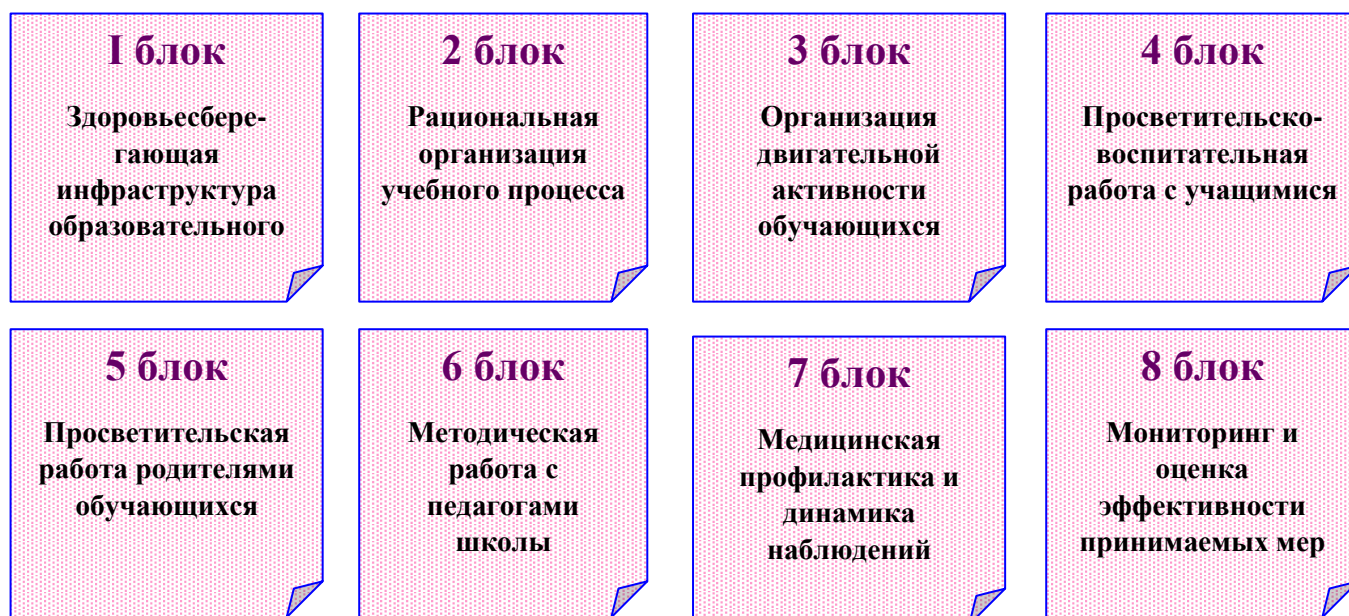 I блок
Здоровьесбере-
гающая
инфраструктура
образовательного
2 блок
Рациональная
организация
учебного процесса
3 блок
Организация
двигательной
активности
обучающихся
4 блок
Просветительско-
воспитательная
работа с учащимися
5 блок
Просветительская
работа родителями
обучающихся
6 блок
Методическая
работа с
педагогами
школы
7 блок
Медицинская
профилактика и
динамика
наблюдений
8 блок
Мониторинг и
оценка
эффективности
принимаемых мер